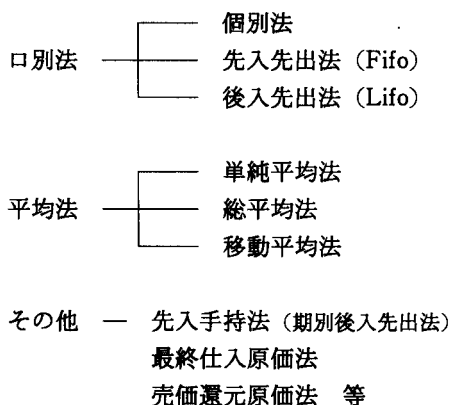 個別法
口別法 先入先出法（Fifo）
後入先出法（Lifo）
単純平均法
平均法 総平均法
移動平均法
その他 ― 先入手持法（期別後入先出法）
最終仕入原価法
売価還元原価法 等